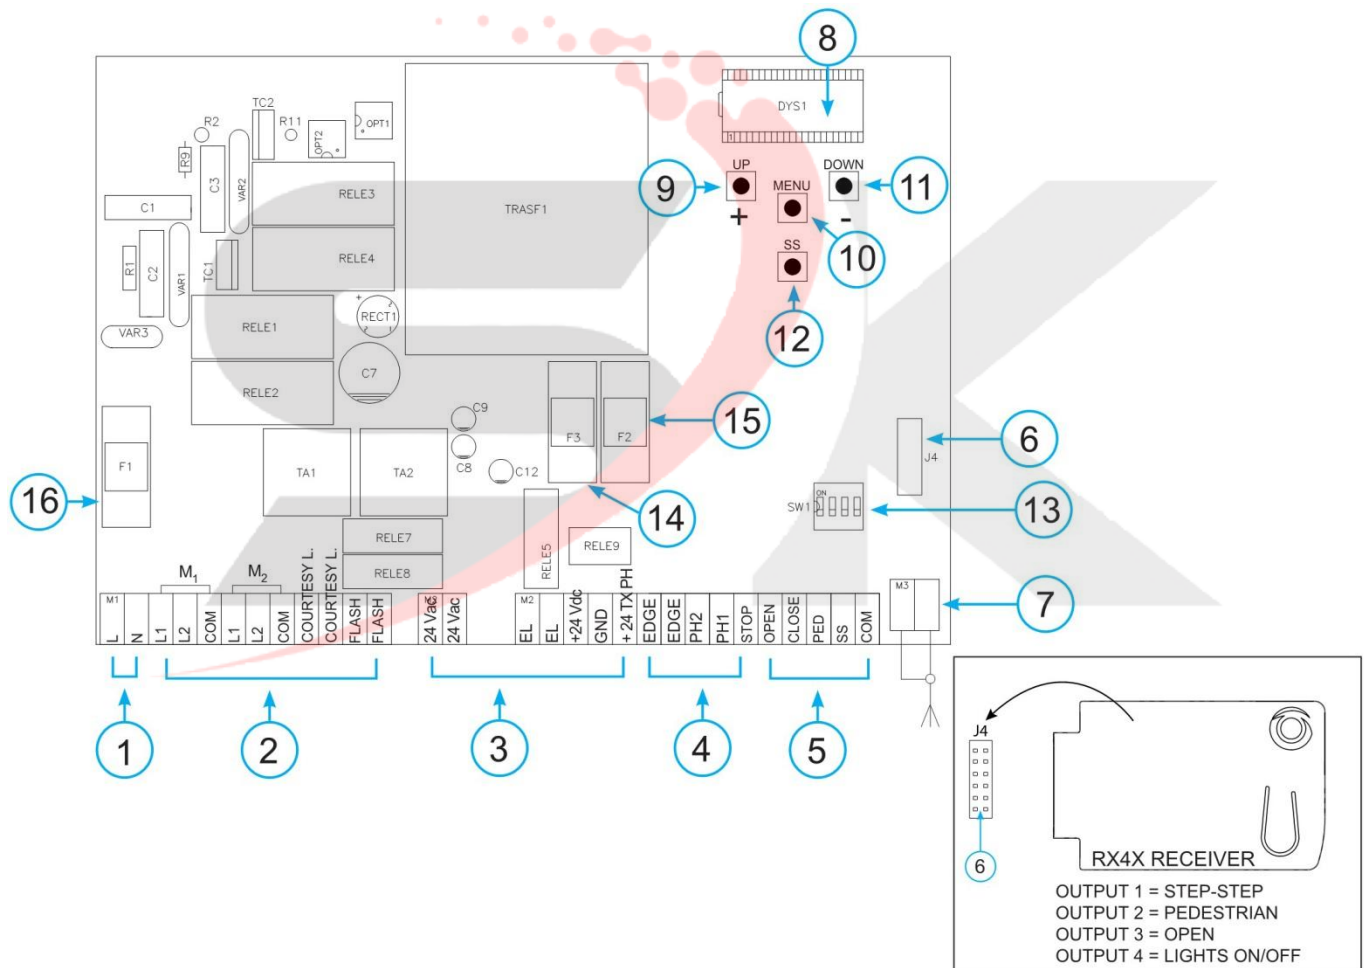 8
TC2
R2
R11
OPT2
OPT1
DYS1
1
R9
C3
VAR2
RELE3
TRASF1
9
UP
+
MENU
DOWN
-
11
C1
10
SS
R1
C2
VAR1
TC1
RELE4
12
VAR3
RELE1
+
RECT1
RELE2
C7
C9
C8
F3
F2
15
6
J4
F1
TA1
TA2
C12
16
14
ON
SW1
13
RELE7
RELE8
RELE5
RELE9
M1
M2
M1
L
N
L1
L2
COM
L1
L2
COM
COURTESY L.
COURTESY L.
FLASH
FLASH
24 Vac
24 Vac
M2
EL
EL
+24 Vdc
GND
+ 24 TX PH
EDGE
EDGE
PH2
PH1
STOP
OPEN
CLOSE
PED
SS
COM
M3
7
1
2
3
4
5
J4
6
RX4X RECEIVER
OUTPUT 1 = STEP-STEP
OUTPUT 2 = PEDESTRIAN
OUTPUT 3 = OPEN
OUTPUT 4 = LIGHTS ON/OFF